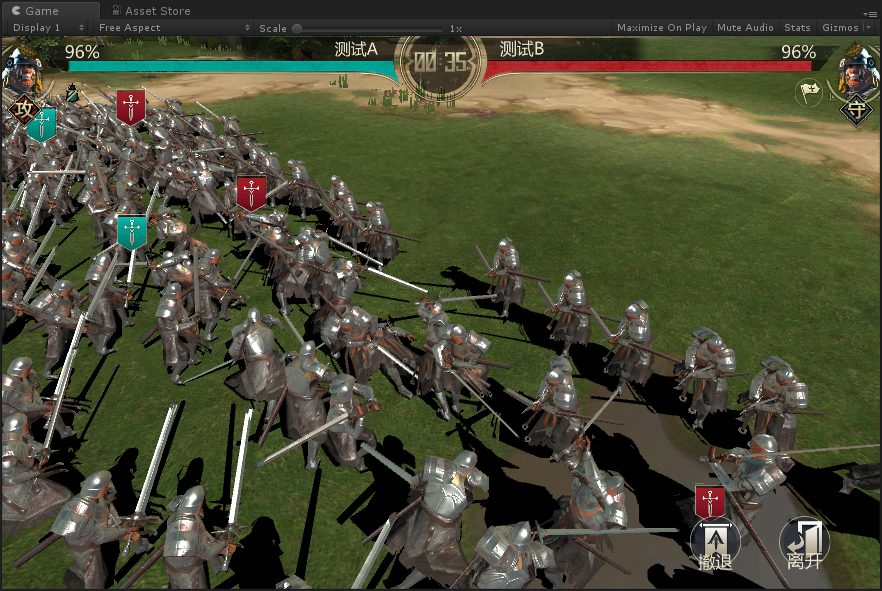 Game
Asset Store
Display 1
Free Aspect
Scale
1x
Maximize On Play
Mute Audio
Stats
Gizmos
96%
测试A
00:35
测试B
96%
攻
守
撤退
离开